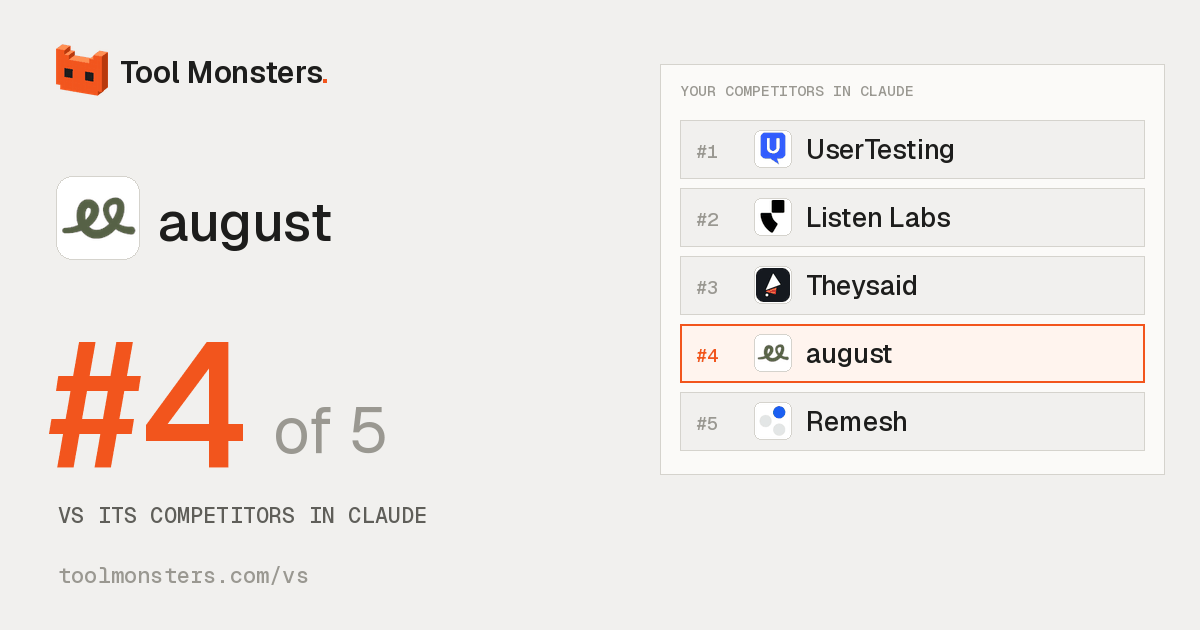 Tool Monsters.
august
#4 of 5
VS ITS COMPETITORS IN CLAUDE
toolmonsters.com/vs
YOUR COMPETITORS IN CLAUDE
#1 UserTesting
#2 Listen Labs
#3 Theysaid
#4 august
#5 Remesh